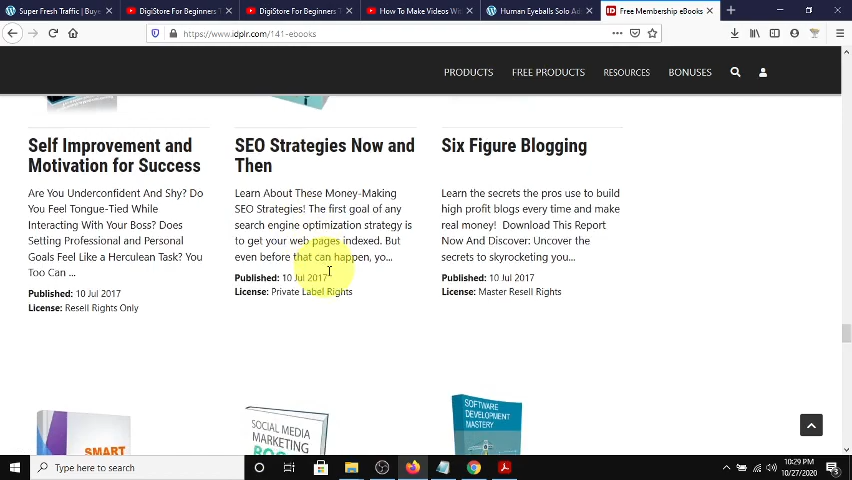 Super Fresh Traffic | Buye
DigiStore For Beginners T
DigiStore For Beginners T
How To Make Videos Wi
Human Eyeballs Solo Ad
Free Membership eBooks
https://www.idplr.com/141-ebooks
PRODUCTS
FREE PRODUCTS
RESOURCES
BONUSES
Self Improvement and
Motivation for Success
Are You Underconfident And Shy? Do
You Feel Tongue-Tied While
Interacting With Your Boss? Does
Setting Professional and Personal
Goals Feel Like a Herculean Task? You
Too Can ...
Published: 10 Jul 2017
License: Resell Rights Only
SEO Strategies Now and
Then
Learn About These Money-Making
SEO Strategies! The first goal of any
search engine optimization strategy is
to get your web pages indexed. But
even before that can happen, yo...
Published: 10 Jul 2017
License: Private Label Rights
Six Figure Blogging
Learn the secrets the pros use to build
high profit blogs every time and make
real money!  Download This Report
Now And Discover: Uncover the
secrets to skyrocketing you...
Published: 10 Jul 2017
License: Master Resell Rights
SMART
SOCIAL MEDIA
MARKETING
SOFTWARE
DEVELOPMENT
MASTERY
Type here to search
10:29 PM
10/27/2020